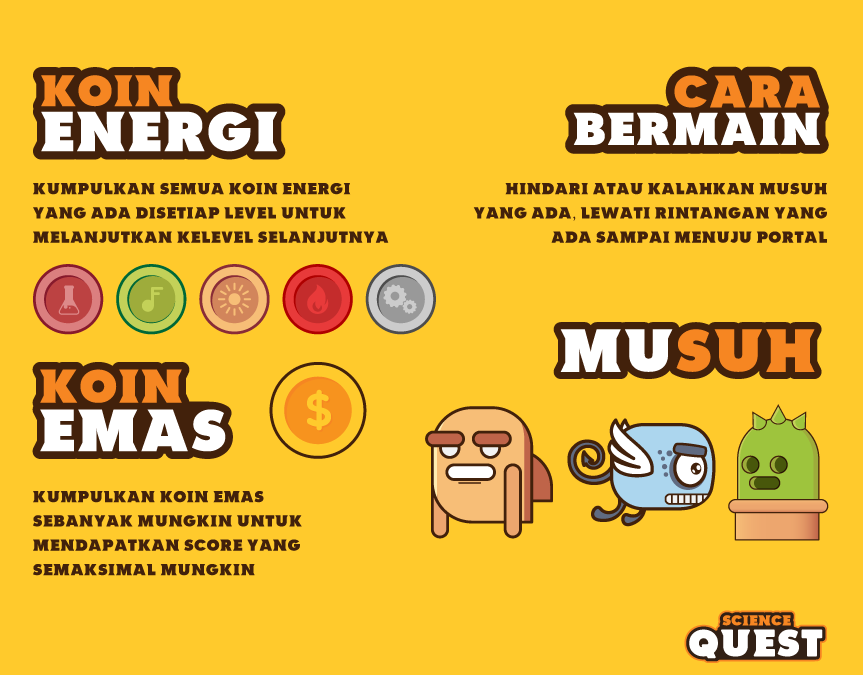 KOIN
ENERGI
KUMPULKAN SEMUA KOIN ENERGI
YANG ADA DISETIAP LEVEL UNTUK
MELANJUTKAN KELEVEL SELANJUTNYA
KOIN
EMAS
$
KUMPULKAN KOIN EMAS
SEBANYAK MUNGKIN UNTUK
MENDAPATKAN SCORE YANG
SEMAKSIMAL MUNGKIN
CARA
BERMAIN
HINDARI ATAU KALAHKAN MUSUH
YANG ADA, LEWATI RINTANGAN YANG
ADA SAMPAI MENUJU PORTAL
MUSUH
SCIENCE
QUEST